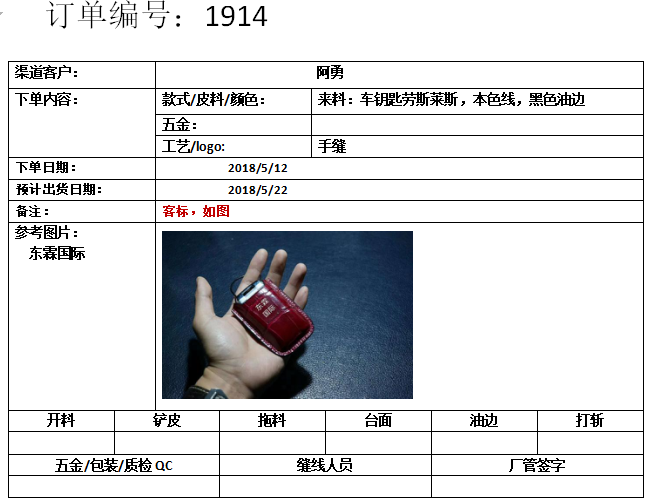 订单编号：1914
渠道客户： 阿勇
下单内容： 款式/皮料/颜色： 来料：车钥匙劳斯莱斯，本色线，黑色油边
五金：
工艺/logo: 手缝
下单日期： 2018/5/12
预计出货日期： 2018/5/22
备注： 客标，如图
参考图片：
东霖国际
东霖
国际
开料 铲皮 拖料 台面 油边 打斩
五金/包装/质检 QC 缝线人员 厂管签字